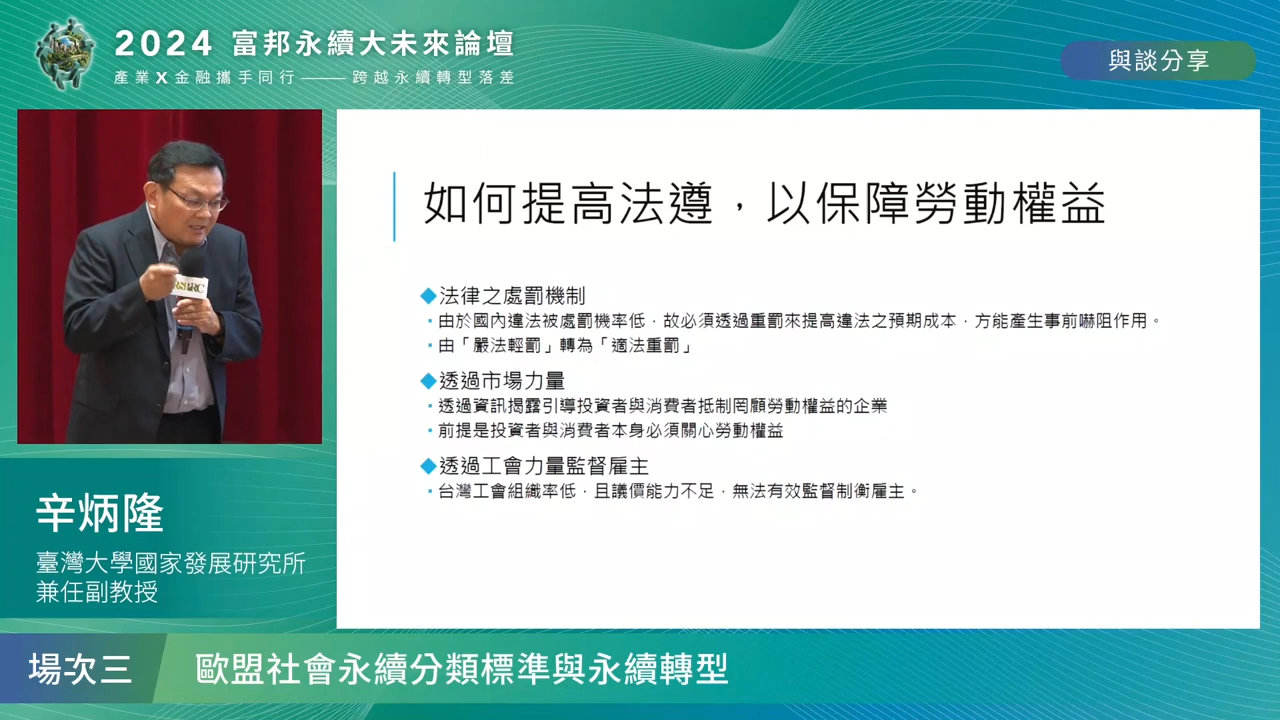 2024 富邦永續大未來論壇
產業X金融攜手同行——跨越永續轉型落差
與談分享
如何提高法遵，以保障勞動權益
◆法律之處罰機制
▪由於國內違法被處罰機率低，故必須透過重罰來提高違法之預期成本，方能產生事前嚇阻作用。
▪由「嚴法輕罰」轉為「適法重罰」
◆透過市場力量
▪透過資訊揭露引導投資者與消費者抵制罔顧勞動權益的企業
▪前提是投資者與消費者本身必須關心勞動權益
◆透過工會力量監督雇主
▪台灣工會組織率低，且議價能力不足，無法有效監督制衡雇主。
辛炳隆
臺灣大學國家發展研究所
兼任副教授
場次三
歐盟社會永續分類標準與永續轉型